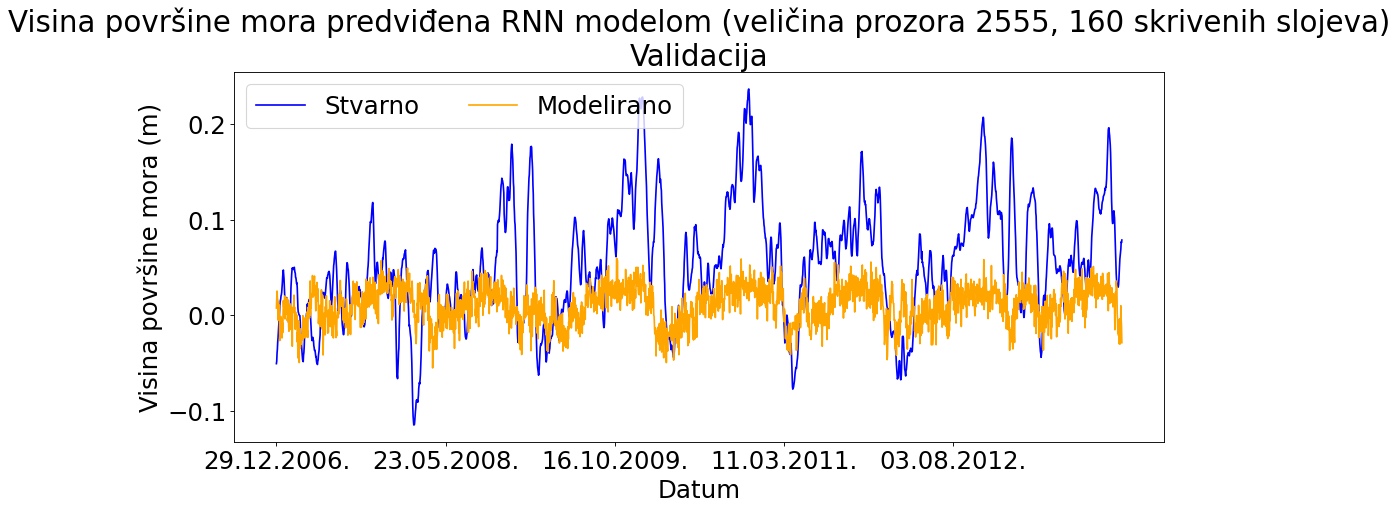 Visina površine mora predviđena RNN modelom (veličina prozora 2555, 160 skrivenih slojeva)
Validacija
Stvarno Modelirano
Visina površine mora (m)
0.2
0.1
0.0
−0.1
29.12.2006. 23.05.2008. 16.10.2009. 11.03.2011. 03.08.2012.
Datum